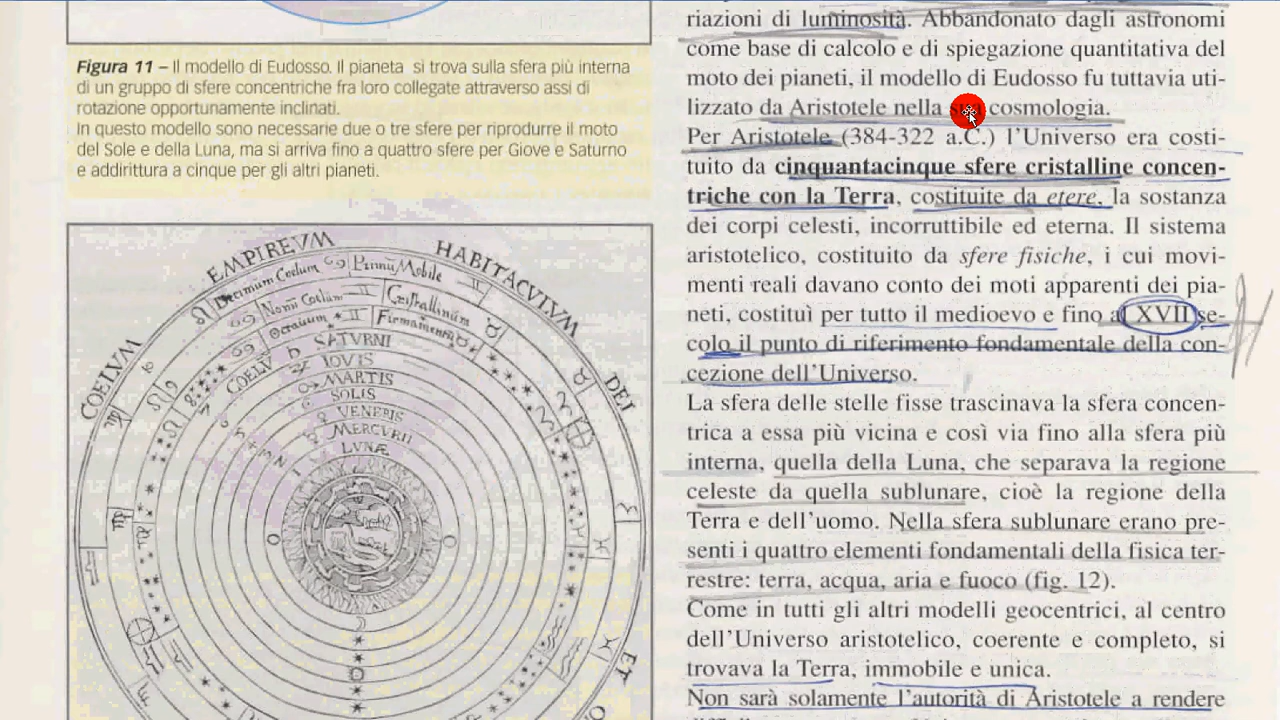 Figura 11 – Il modello di Eudosso. Il pianeta si trova sulla sfera più interna
di un gruppo di sfere concentriche fra loro collegate attraverso assi di
rotazione opportunamente inclinati.
In questo modello sono necessarie due o tre sfere per riprodurre il moto
del Sole e della Luna, ma si arriva fino a quattro sfere per Giove e Saturno
e addirittura a cinque per gli altri pianeti.
COELVM EMPIREVM HABITACVLVM DEI ET
Decimum Coelum Primū Mobile
Nonū Coelum Cristallinum
Octauum Firmamentū
COELV SATVRNI
IOVIS
MARTIS
SOLIS
VENERIS
MERCVRII
LVNÆ
riazioni di luminosità. Abbandonato dagli astronomi
come base di calcolo e di spiegazione quantitativa del
moto dei pianeti, il modello di Eudosso fu tuttavia uti-
lizzato da Aristotele nella sua cosmologia.
Per Aristotele (384-322 a.C.) l'Universo era costi-
tuito da cinquantacinque sfere cristalline concen-
triche con la Terra, costituite da etere, la sostanza
dei corpi celesti, incorruttibile ed eterna. Il sistema
aristotelico, costituito da sfere fisiche, i cui movi-
menti reali davano conto dei moti apparenti dei pia-
neti, costituì per tutto il medioevo e fino al XVII se-
colo il punto di riferimento fondamentale della con-
cezione dell'Universo.
La sfera delle stelle fisse trascinava la sfera concen-
trica a essa più vicina e così via fino alla sfera più
interna, quella della Luna, che separava la regione
celeste da quella sublunare, cioè la regione della
Terra e dell'uomo. Nella sfera sublunare erano pre-
senti i quattro elementi fondamentali della fisica ter-
restre: terra, acqua, aria e fuoco (fig. 12).
Come in tutti gli altri modelli geocentrici, al centro
dell'Universo aristotelico, coerente e completo, si
trovava la Terra, immobile e unica.
Non sarà solamente l'autorità di Aristotele a rendere